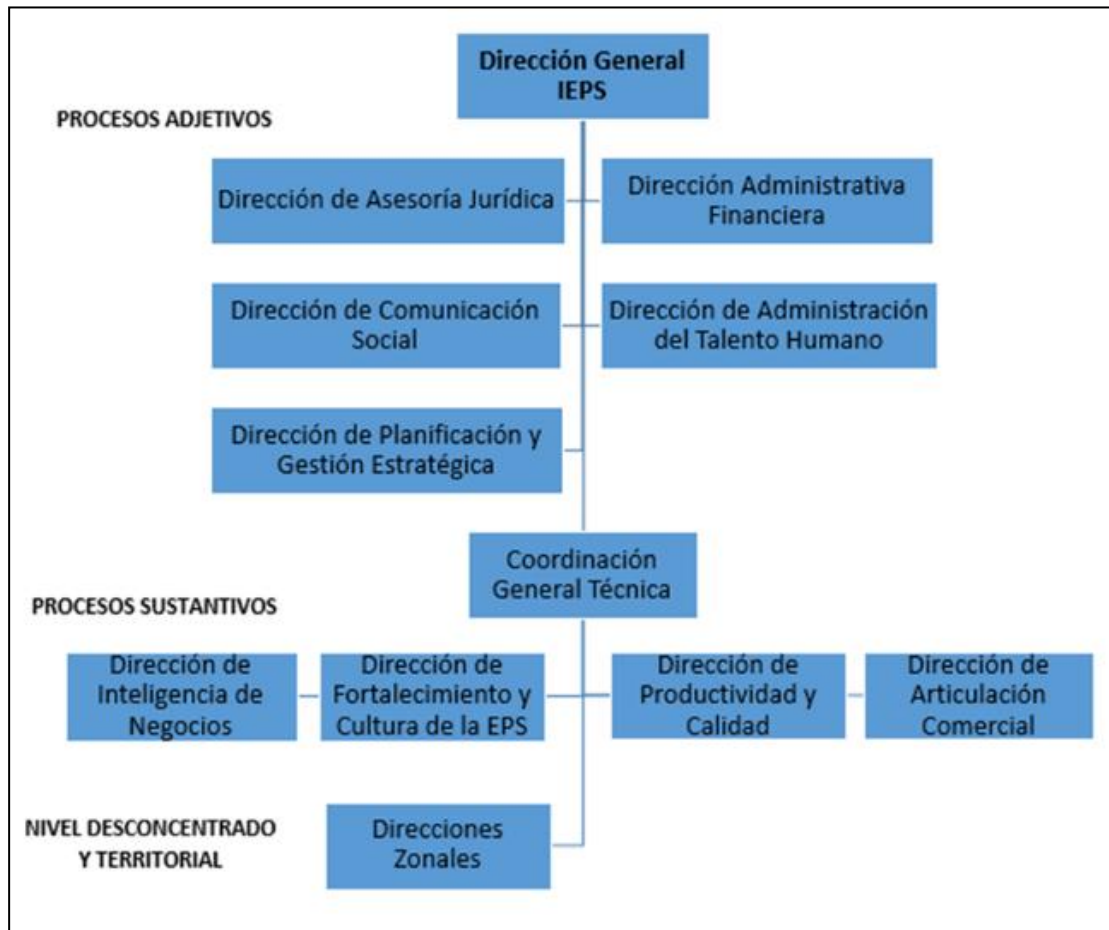 Dirección General
IEPS
PROCESOS ADJETIVOS
Dirección de Asesoría Jurídica
Dirección Administrativa
Financiera
Dirección de Comunicación
Social
Dirección de Administración
del Talento Humano
Dirección de Planificación y
Gestión Estratégica
Coordinación
General Técnica
PROCESOS SUSTANTIVOS
Dirección de
Inteligencia de
Negocios
Dirección de
Fortalecimiento y
Cultura de la EPS
Dirección de
Productividad y
Calidad
Dirección de
Articulación
Comercial
NIVEL DESCONCENTRADO
Y TERRITORIAL
Direcciones
Zonales